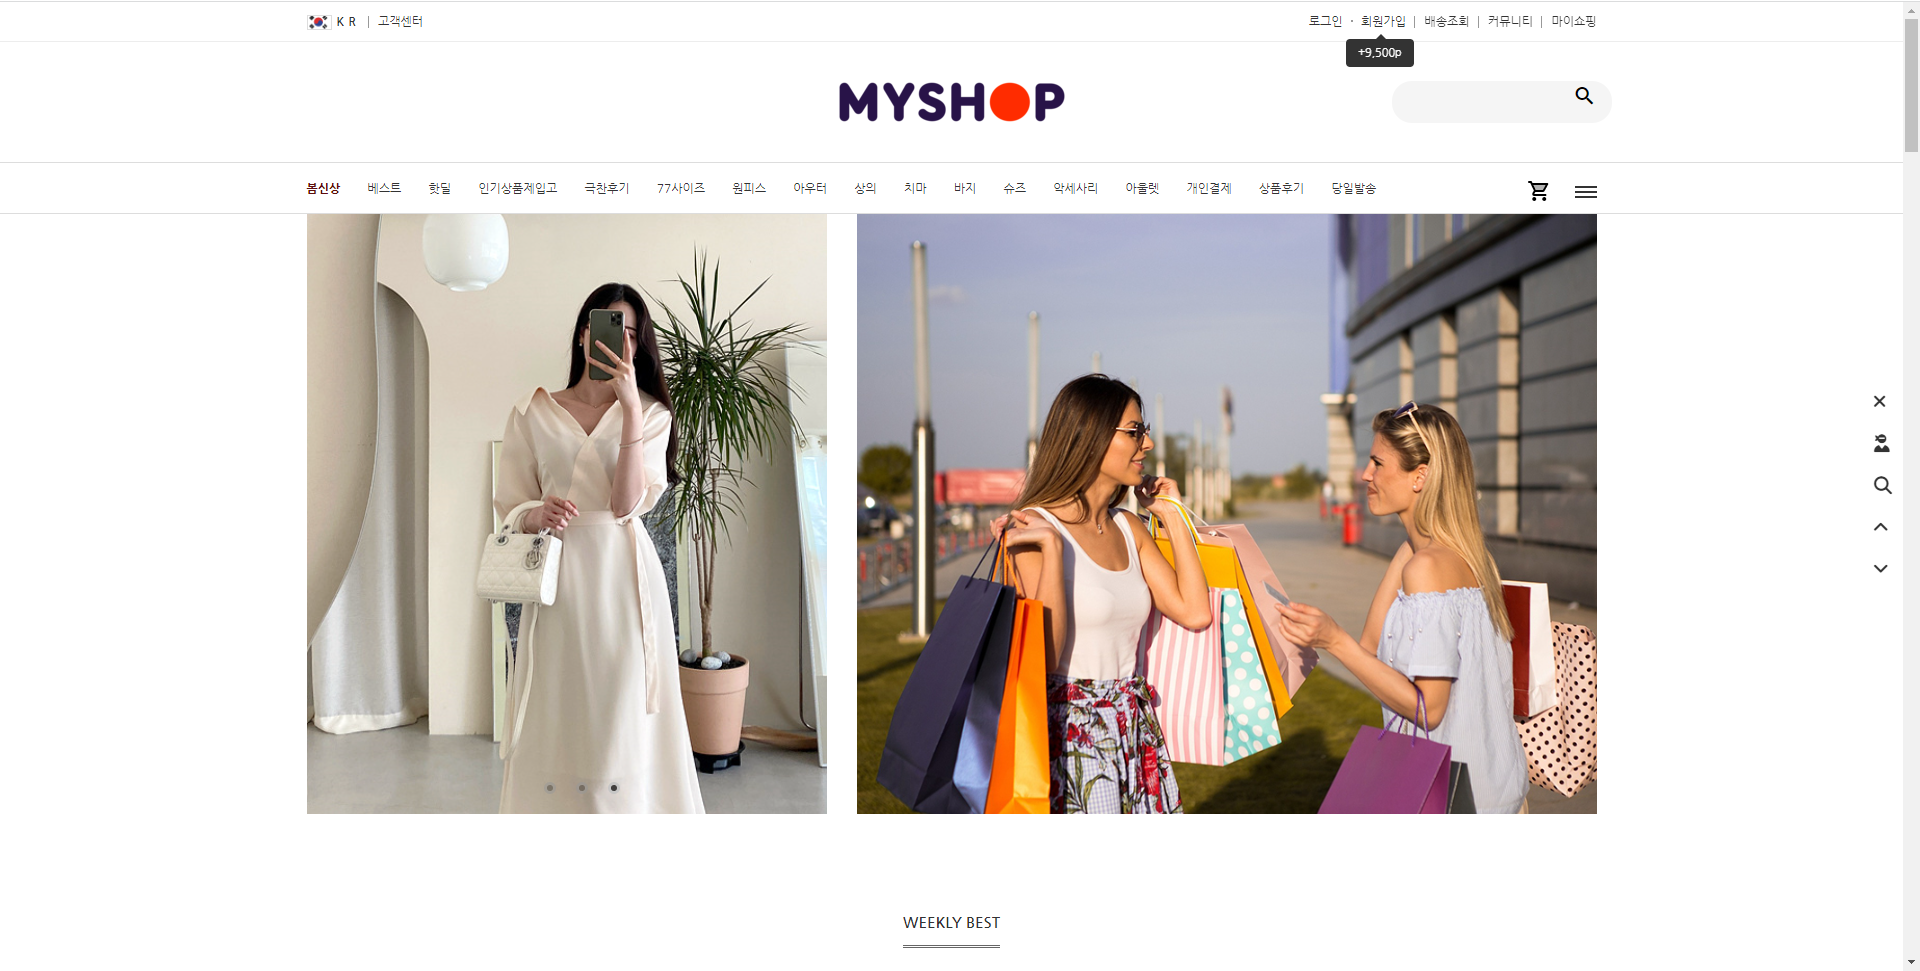 KR | 고객센터
로그인 · 회원가입 | 배송조회 | 커뮤니티 | 마이쇼핑
+9,500p
MYSHOP
봄신상 베스트 핫딜 인기상품제입고 극찬후기 77사이즈 원피스 아우터 상의 치마 바지 슈즈 악세사리 아울렛 개인결제 상품후기 당일발송
WEEKLY BEST